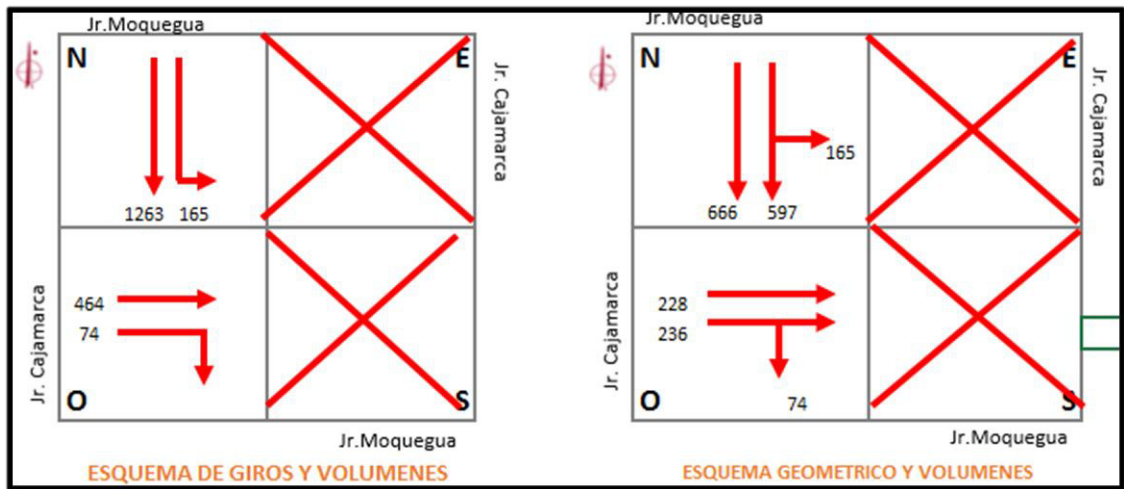 Jr.Moquegua
N
E
1263 165
Jr. Cajamarca
Jr. Cajamarca
464
74
O
S
Jr.Moquegua
ESQUEMA DE GIROS Y VOLUMENES
Jr.Moquegua
N
E
165
666 597
Jr. Cajamarca
Jr. Cajamarca
228
236
O
74
S
Jr.Moquegua
ESQUEMA GEOMETRICO Y VOLUMENES